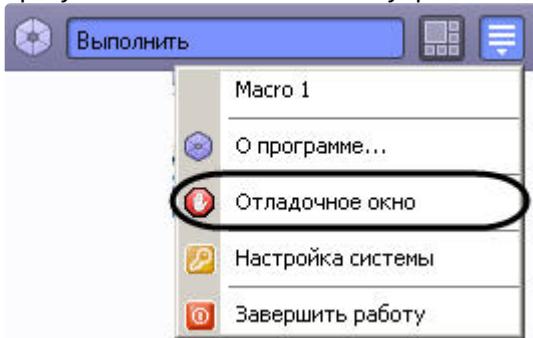 Выполнить
Macro 1
О программе...
Отладочное окно
Настройка системы
Завершить работу